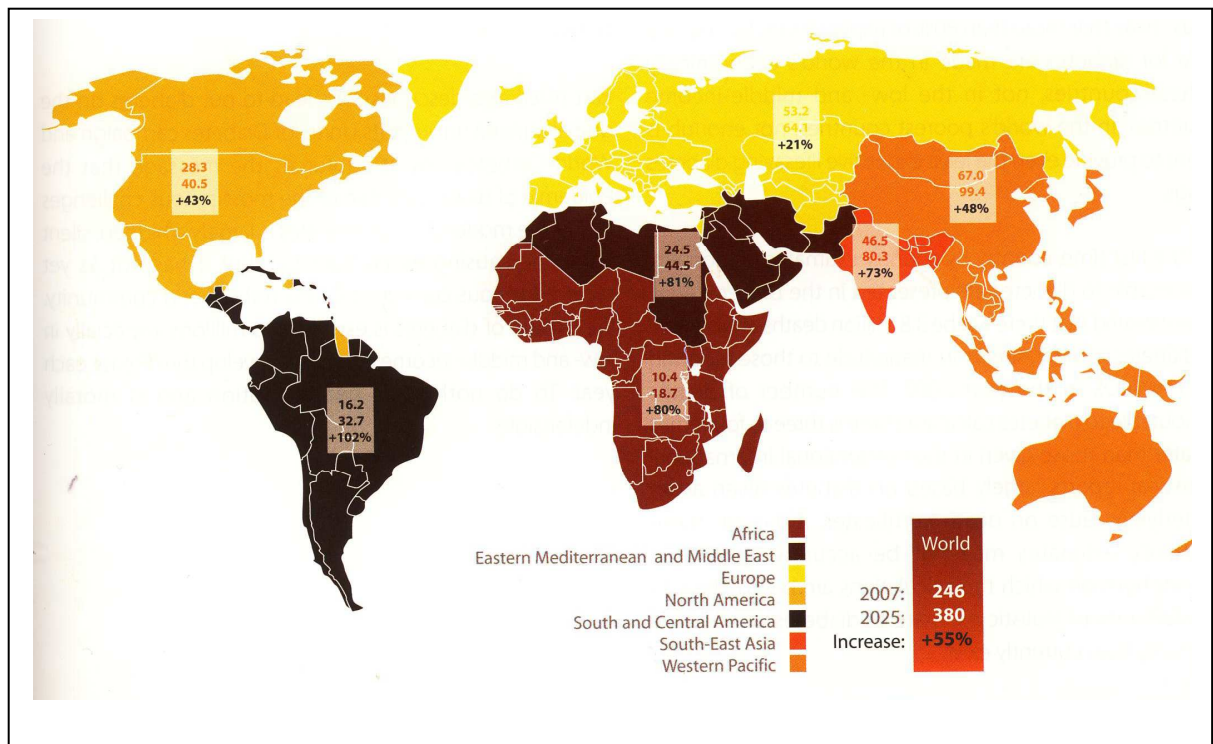 28.3
40.5
+43%
53.2
64.1
+21%
67.0
99.4
+48%
46.5
80.3
+73%
24.5
44.5
+81%
10.4
18.7
+80%
16.2
32.7
+102%
Africa
Eastern Mediterranean and Middle East
Europe
North America
South and Central America
South-East Asia
Western Pacific
World
2007: 246
2025: 380
Increase: +55%